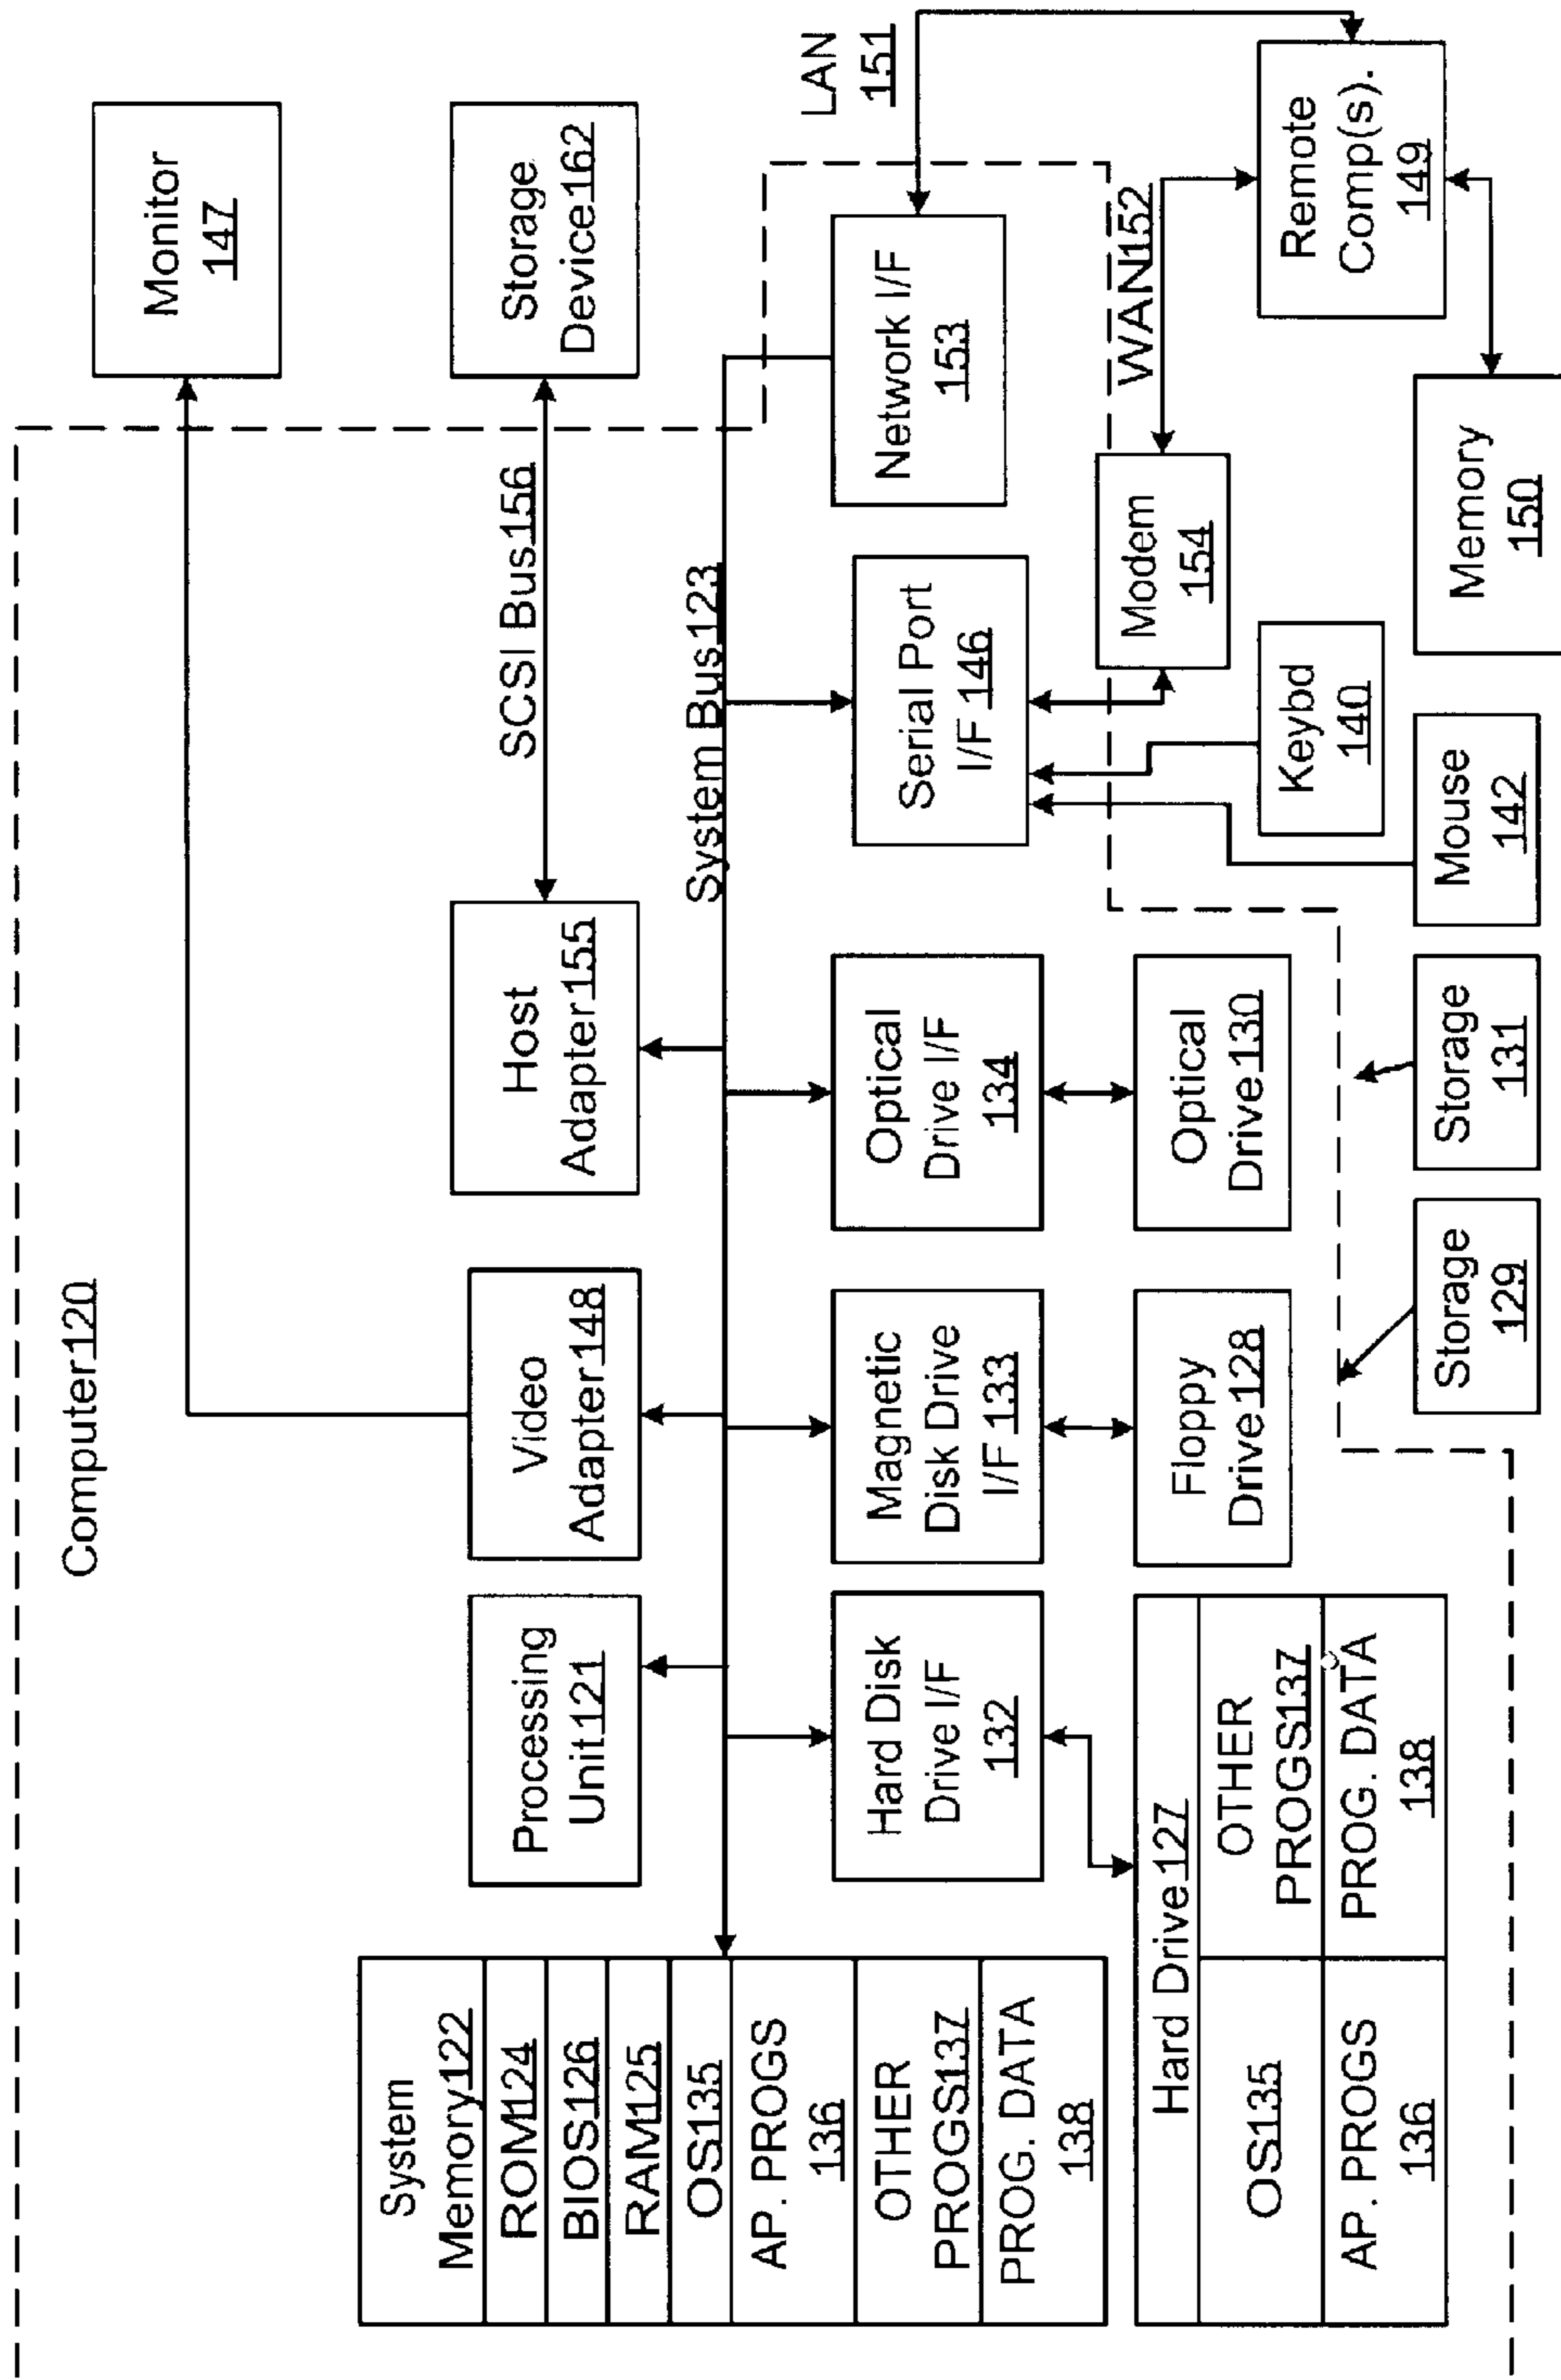 Computer120
Monitor
147
System
Memory122
ROM124
BIOS126
RAM125
OS135
AP. PROGS
136
OTHER
PROGS137
PROG. DATA
138
Processing
Unit121
Video
Adapter148
Host
Adapter155
SCSI Bus156
Storage
Device162
System Bus123
Hard Disk
Drive I/F
132
Magnetic
Disk Drive
I/F 133
Optical
Drive I/F
134
Serial Port
I/F 146
Network I/F
153
LAN
151
Hard Drive127
OS135
OTHER
PROGS137
AP. PROGS
136
PROG. DATA
138
Floppy
Drive128
Optical
Drive130
Modem
154
WAN152
Storage
129
Storage
131
Mouse
142
Keybd
140
Remote
Comp(s).
149
Memory
150